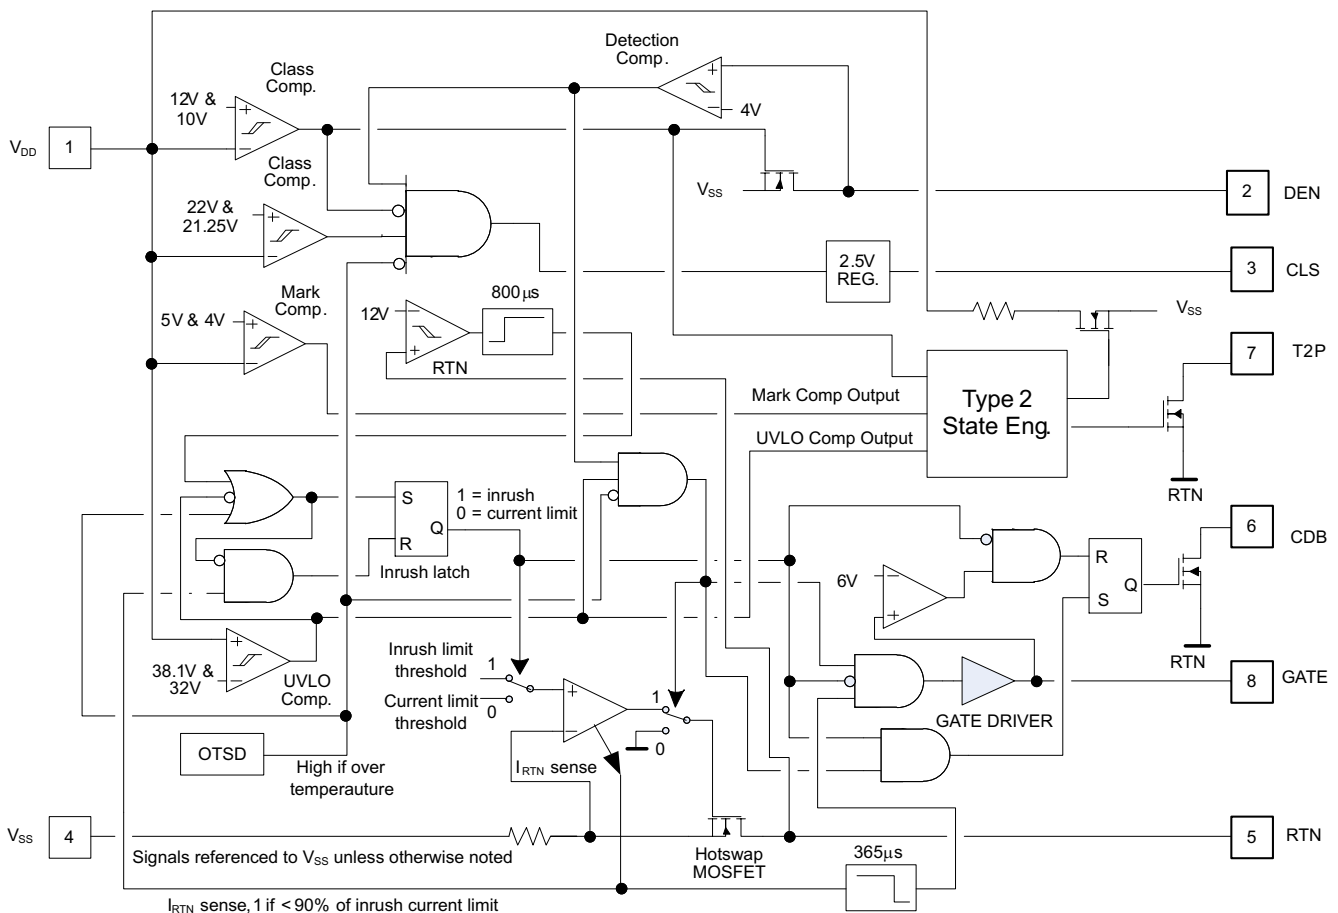 Detection
Comp.
Class
Comp.
12V &
10V
+
−
+
−
4V
V_DD
1
Class
Comp.
V_SS
2
DEN
22V &
21.25V
+
−
2.5V
REG.
3
CLS
Mark
Comp.
800µs
5V & 4V
+
−
12V
−
+
RTN
V_SS
7
T2P
Type 2
State Eng.
Mark Comp Output
UVLO Comp Output
RTN
S
R
Q
1 = inrush
0 = current limit
Inrush latch
6
CDB
6V
−
+
R
S
Q
RTN
38.1V &
32V
+
−
UVLO
Comp.
Inrush limit
threshold
1
Current limit
threshold
0
+
−
1
0
8
GATE
GATE DRIVER
OTSD
High if over
temperauture
I_RTN sense
V_SS
4
5
RTN
Signals referenced to V_SS unless otherwise noted
Hotswap
MOSFET
365µs
I_RTN sense, 1 if < 90% of inrush current limit